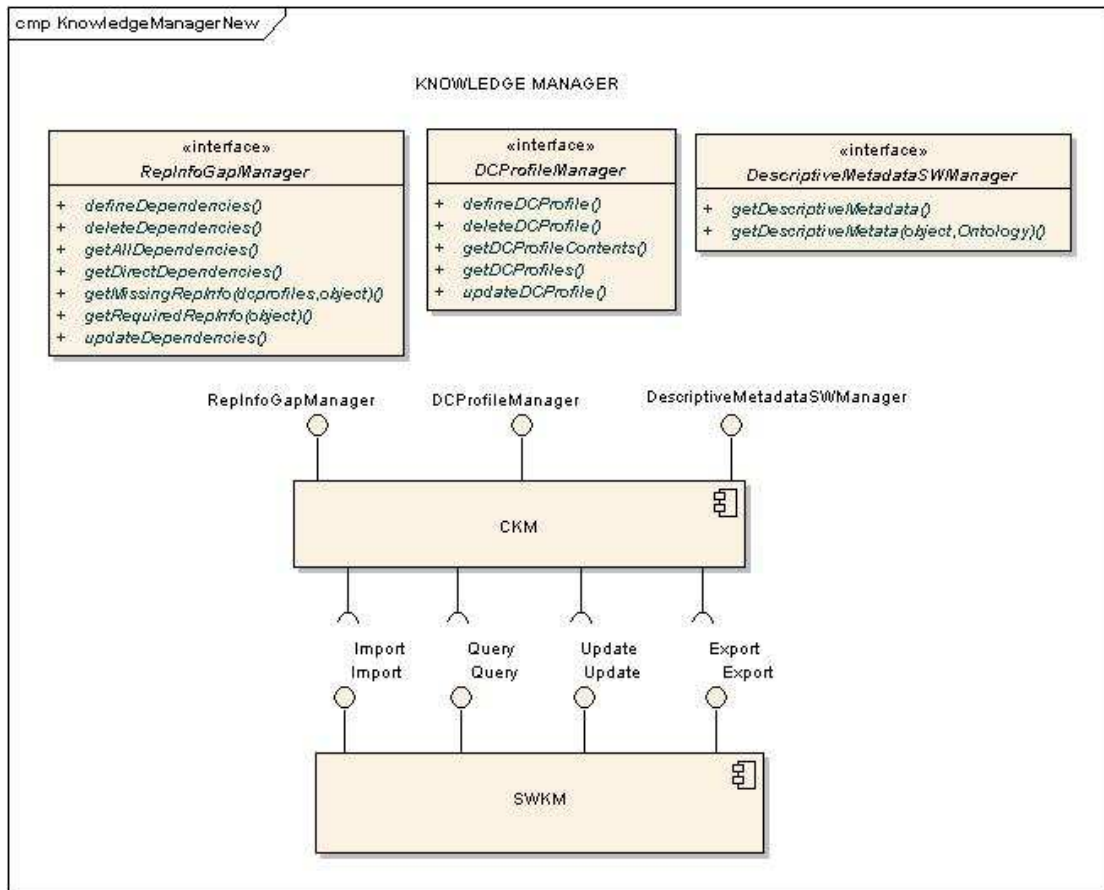 cmp KnowledgeManagerNew
KNOWLEDGE MANAGER
«interface»
RepInfoGapManager
+ defineDependencies()
+ deleteDependencies()
+ getAllDependencies()
+ getDirectDependencies()
+ getMissingRepInfo(dcprofiles,object)()
+ getRequiredRepInfo(object)()
+ updateDependencies()
«interface»
DCProfileManager
+ defineDCProfile()
+ deleteDCProfile()
+ getDCProfileContents()
+ getDCProfiles()
+ updateDCProfile()
«interface»
DescriptiveMetadataSWManager
+ getDescriptiveMetadata()
+ getDescriptiveMetata(object,Ontology)()
RepInfoGapManager DCProfileManager DescriptiveMetadataSWManager
CKM
Import Query Update Export
Import Query Update Export
SWKM